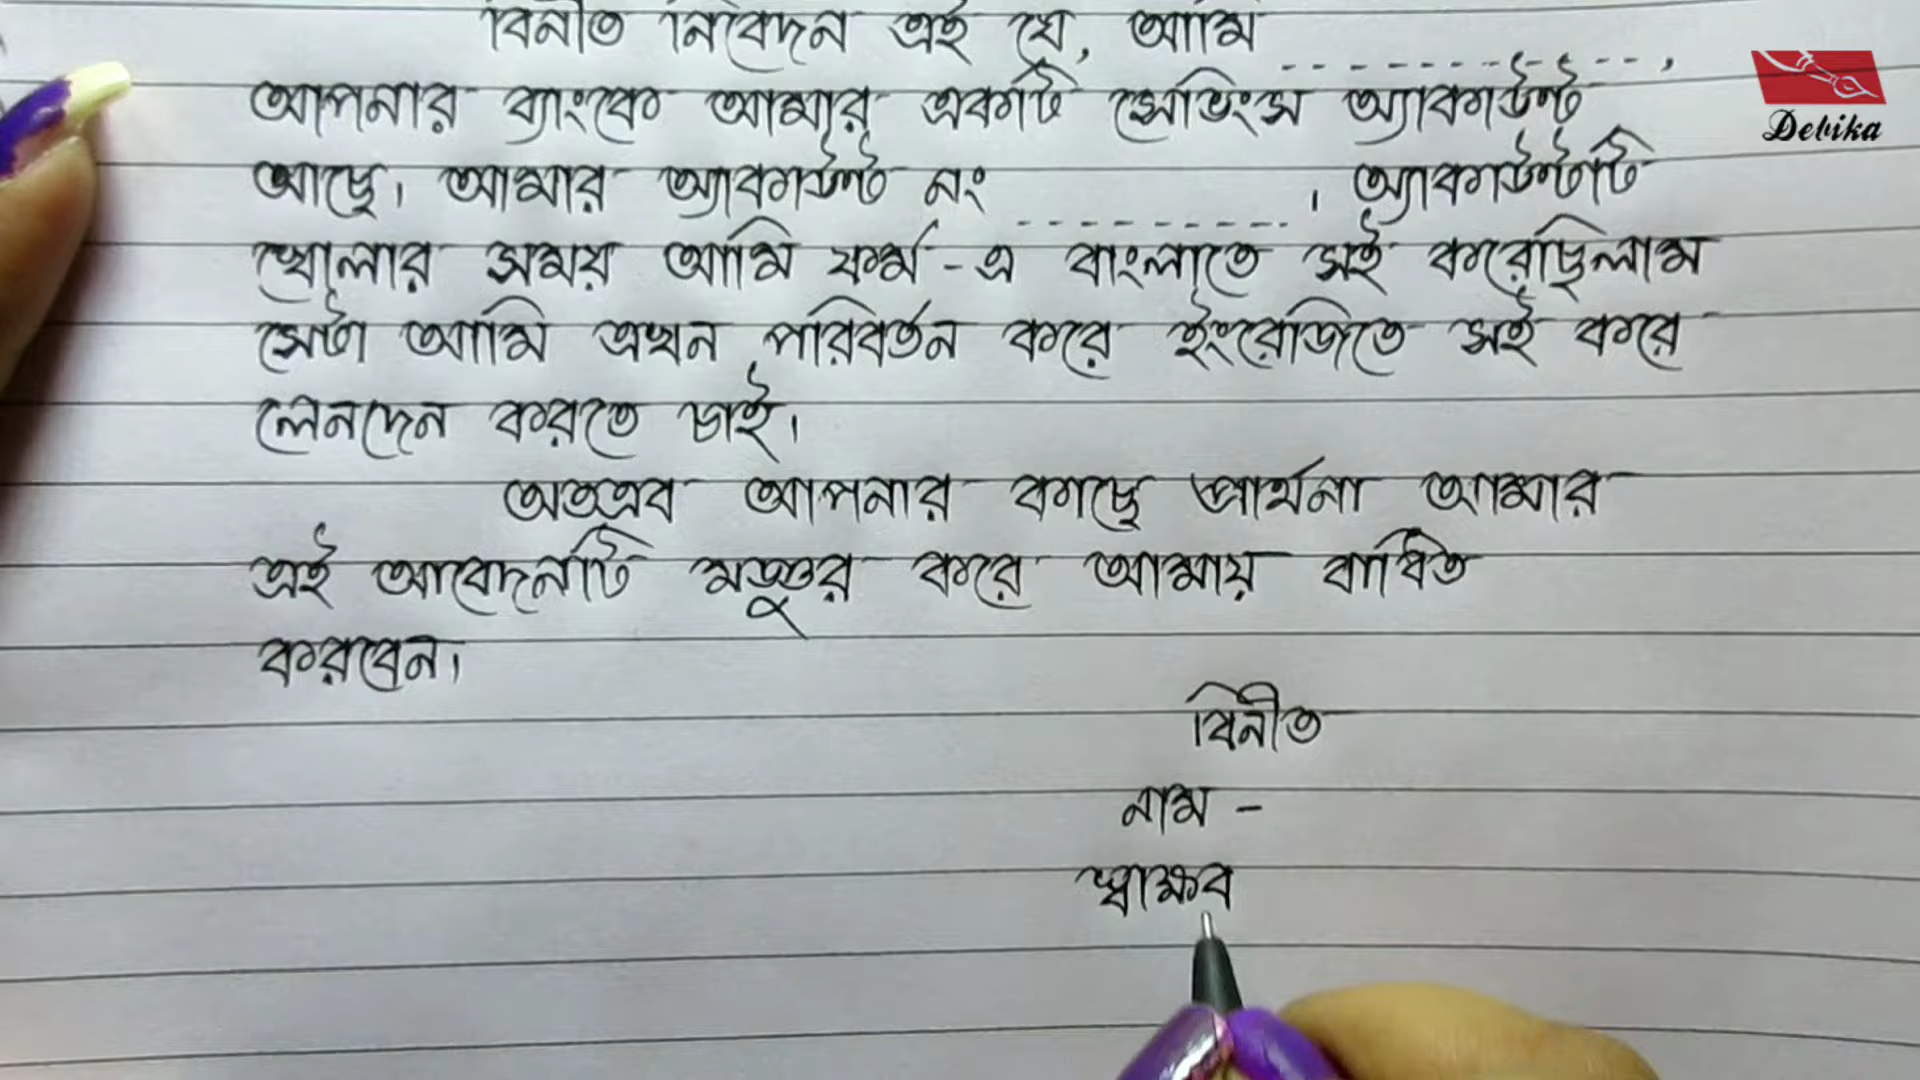 বিনীত নিবেদন এই যে, আমি - - - - - - - - - - - - -,
আপনার ব্যাংকে আমার একটি সেভিংস অ্যাকাউন্ট
আছে। আমার অ্যাকাউন্ট নং - - - - - - - - - - - । অ্যাকাউন্টটি
খোলার সময় আমি ফর্ম-এ বাংলাতে সই করেছিলাম
সেটা আমি এখন পরিবর্তন করে ইংরেজিতে সই করে
লেনদেন করতে চাই।
অতএব আপনার কাছে প্রার্থনা আমার
এই আবেদনটি মঞ্জুর করে আমায় বাধিত
করবেন।
বিনীত
নাম -
স্বাক্ষব
Debika